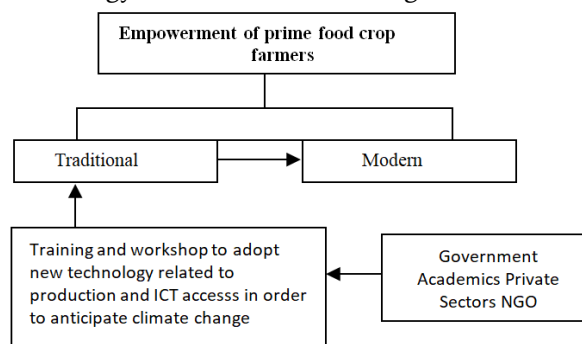 Empowerment of prime food crop
farmers
Traditional
Modern
Training and workshop to adopt
new technology related to
production and ICT accesss in order
to anticipate climate change
Government
Academics Private
Sectors NGO